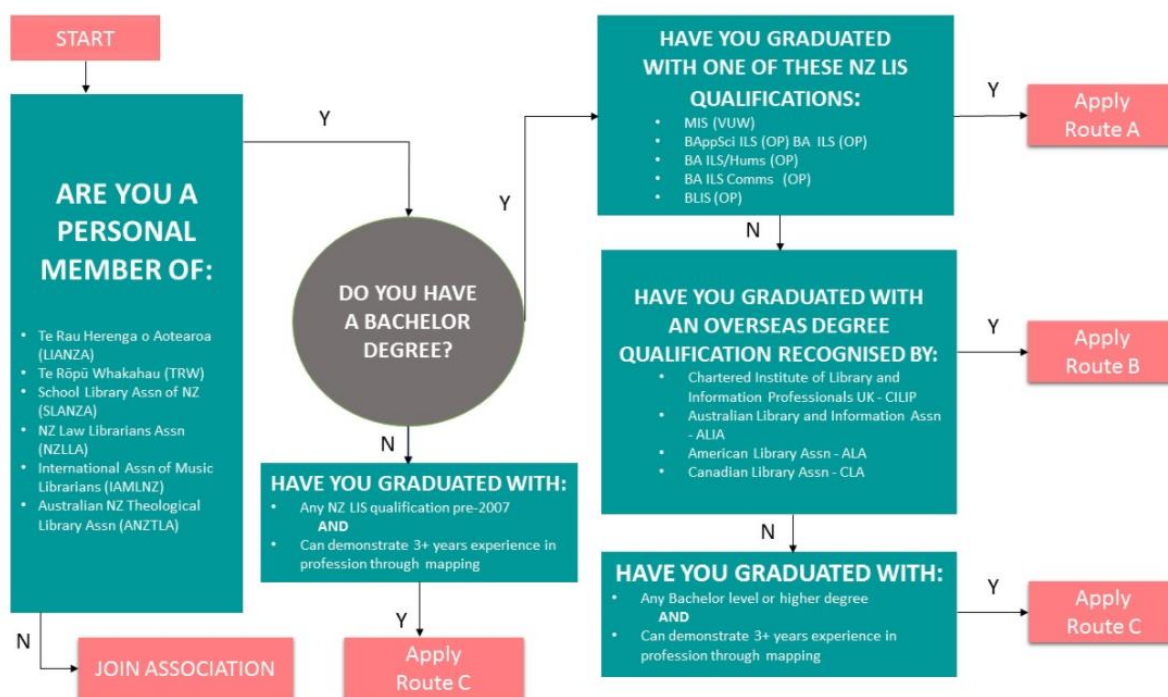 START
ARE YOU A
PERSONAL
MEMBER OF:
• Te Rau Herenga o Aotearoa
(LIANZA)
• Te Rōpū Whakahau (TRW)
• School Library Assn of NZ
(SLANZA)
• NZ Law Librarians Assn
(NZLLA)
• International Assn of Music
Librarians (IAMLNZ)
• Australian NZ Theological
Library Assn (ANZTLA)
N
JOIN ASSOCIATION
Y
DO YOU HAVE
A BACHELOR
DEGREE?
N
HAVE YOU GRADUATED WITH:
• Any NZ LIS qualification pre-2007
AND
• Can demonstrate 3+ years experience in
profession through mapping
Y
Apply
Route C
Y
HAVE YOU GRADUATED
WITH ONE OF THESE NZ LIS
QUALIFICATIONS:
• MIS (VUW)
• BAppSci ILS (OP) BA ILS (OP)
• BA ILS/Hums (OP)
• BA ILS Comms (OP)
• BLIS (OP)
Y
Apply
Route A
N
HAVE YOU GRADUATED WITH
AN OVERSEAS DEGREE
QUALIFICATION RECOGNISED BY:
• Chartered Institute of Library and
Information Professionals UK - CILIP
• Australian Library and Information Assn
- ALIA
• American Library Assn - ALA
• Canadian Library Assn - CLA
Y
Apply
Route B
N
HAVE YOU GRADUATED WITH:
• Any Bachelor level or higher degree
AND
• Can demonstrate 3+ years experience in
profession through mapping
Y
Apply
Route C